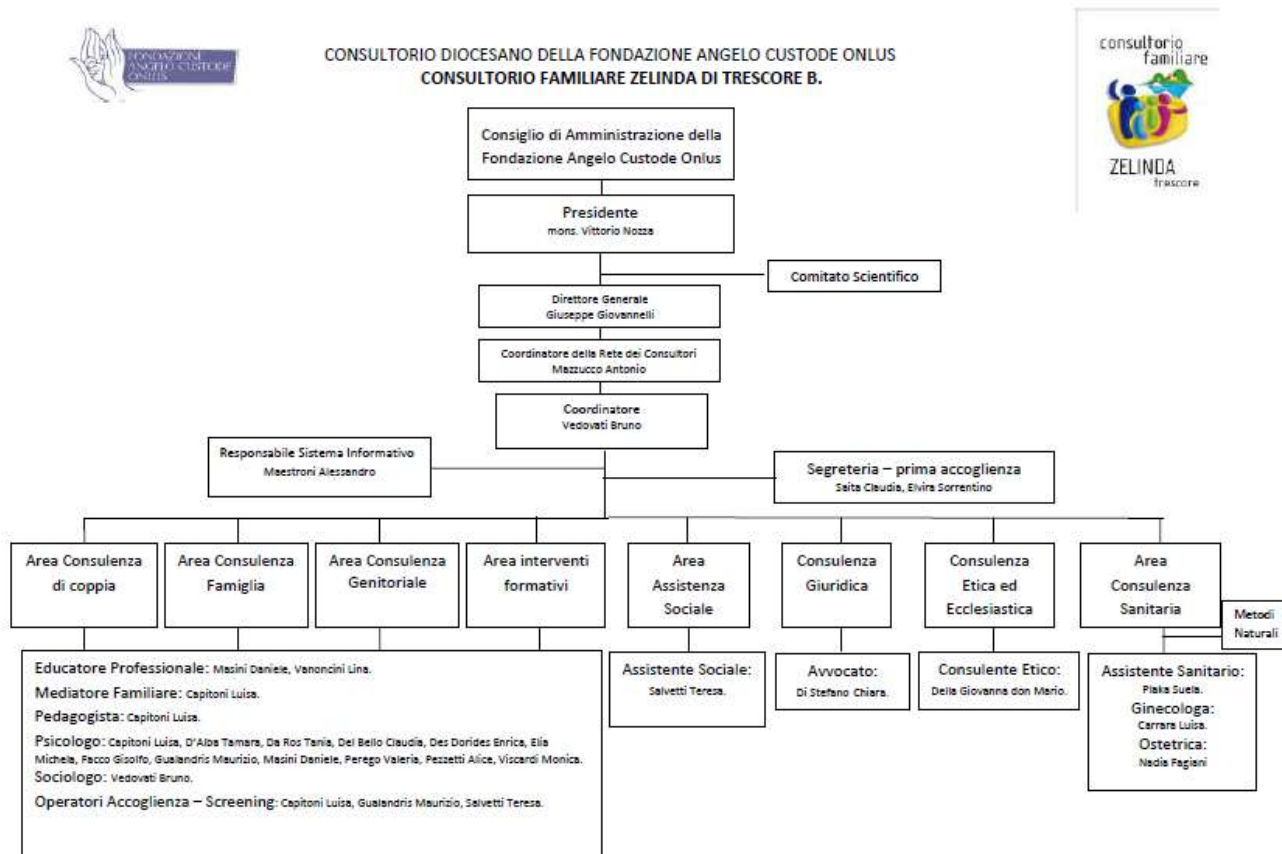 FONDAZIONE
ANGELO CUSTODE
ONLUS
CONSULTORIO DIOCESANO DELLA FONDAZIONE ANGELO CUSTODE ONLUS
CONSULTORIO FAMILIARE ZELINDA DI TRESCORE B.
consultorio
familiare
ZELINDA
trescore
Consiglio di Amministrazione della
Fondazione Angelo Custode Onlus
Presidente
mons. Vittorio Nozza
Comitato Scientifico
Direttore Generale
Giuseppe Giovannelli
Coordinatore della Rete dei Consultori
Mazzucco Antonio
Coordinatore
Vedovati Bruno
Responsabile Sistema Informativo
Maestroni Alessandro
Segreteria – prima accoglienza
Saita Claudia, Elvira Sorrentino
Area Consulenza
di coppia
Area Consulenza
Famiglia
Area Consulenza
Genitoriale
Area interventi
formativi
Area
Assistenza
Sociale
Consulenza
Giuridica
Consulenza
Etica ed
Ecclesiastica
Area
Consulenza
Sanitaria
Metodi
Naturali
Educatore Professionale: Masini Daniele, Vanoncini Lina.
Mediatore Familiare: Capitoni Luisa.
Pedagogista: Capitoni Luisa.
Psicologo: Capitoni Luisa, D'Alba Tamara, Da Ros Tania, Del Bello Claudia, Des Dorides Enrica, Elia
Michela, Facco Gisolfo, Gualandris Maurizio, Masini Daniele, Perego Valeria, Pezzetti Alice, Viscardi Monica.
Sociologo: Vedovati Bruno.
Operatori Accoglienza – Screening: Capitoni Luisa, Gualandris Maurizio, Salvetti Teresa.
Assistente Sociale:
Salvetti Teresa.
Avvocato:
Di Stefano Chiara.
Consulente Etico:
Della Giovanna don Mario.
Assistente Sanitario:
Plaka Suela.
Ginecologa:
Carrara Luisa.
Ostetrica:
Nadia Fagiani